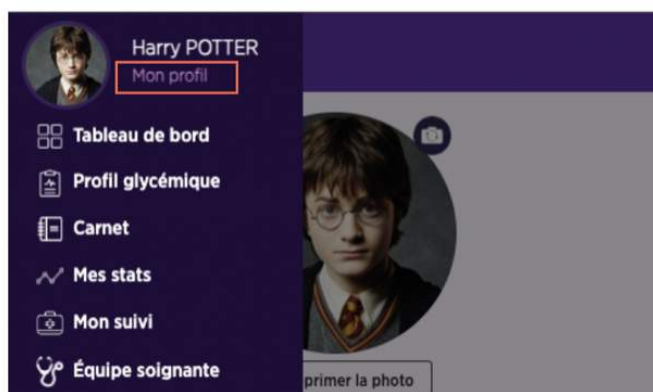 Harry POTTER
Mon profil
Tableau de bord
Profil glycémique
Carnet
Mes stats
Mon suivi
Équipe soignante
primer la photo